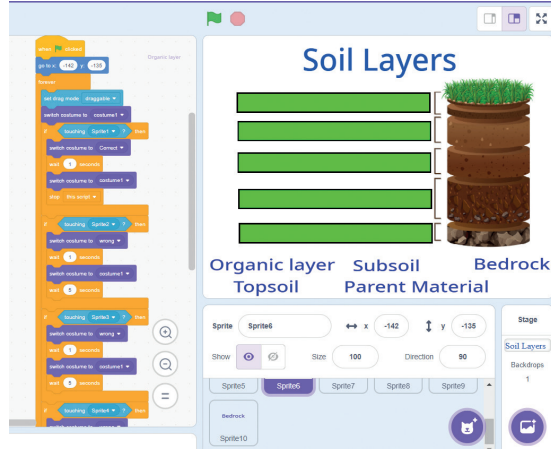 when clicked
Organic layer
go to x: -142 y: -135
forever
set drag mode draggable
switch costume to costume1
if touching Sprite1 ? then
switch costume to Correct
wait 1 seconds
switch costume to costume1
stop this script
if touching Sprite2 ? then
switch costume to wrong
wait 1 seconds
switch costume to costume1
wait 5 seconds
if touching Sprite3 ? then
switch costume to wrong
wait 1 seconds
switch costume to costume1
wait 5 seconds
if touching Sprite4 ? then
Soil Layers
Organic layer Subsoil Bedrock
Topsoil Parent Material
Sprite Sprite6 x -142 y -135
Show Size 100 Direction 90
Sprite5 Sprite6 Sprite7 Sprite8 Sprite9
Bedrock
Sprite10
Stage
Soil Layers
Backdrops
1